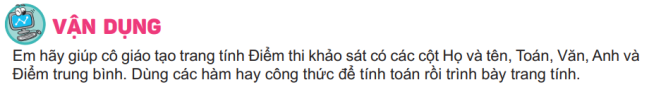 VẬN DỤNG
Em hãy giúp cô giáo tạo trang tính Điểm thi khảo sát có các cột Họ và tên, Toán, Văn, Anh và
Điểm trung bình. Dùng các hàm hay công thức để tính toán rồi trình bày trang tính.